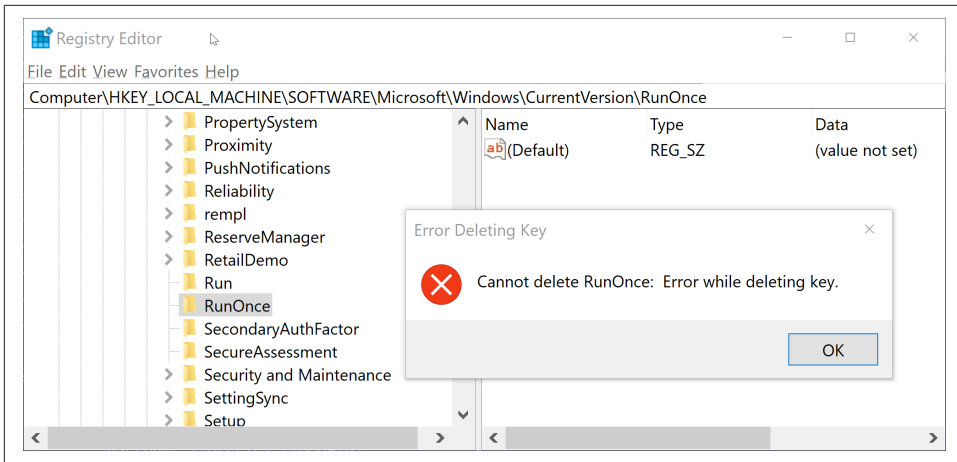 Registry Editor
File Edit View Favorites Help
Computer\HKEY_LOCAL_MACHINE\SOFTWARE\Microsoft\Windows\CurrentVersion\RunOnce
PropertySystem
Proximity
PushNotifications
Reliability
rempl
ReserveManager
RetailDemo
Run
RunOnce
SecondaryAuthFactor
SecureAssessment
Security and Maintenance
SettingSync
Setup
Name Type Data
ab (Default) REG_SZ (value not set)
Error Deleting Key
Cannot delete RunOnce: Error while deleting key.
OK